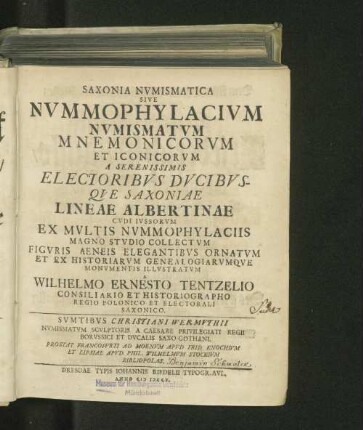 SAXONIA NVMISMATICA
SIVE
NVMMOPHYLACIVM
NVMISMATVM
MNEMONICORVM
ET ICONICORVM
A SERENISSIMIS
ELECTORIBVS DVCIBVS-
QVE SAXONIAE
LINEAE ALBERTINAE
CVDI IVSSORVM
EX MVLTIS NVMMOPHYLACIIS
MAGNO STVDIO COLLECTVM
FIGVRIS AENEIS ELEGANTIBVS ORNATVM
ET EX HISTORIARVM GENEALOGIARVMQVE
MONVMENTIS ILLVSTRATVM
A
WILHELMO ERNESTO TENTZELIO
CONSILIARIO ET HISTORIOGRAPHO
REGIO POLONICO ET ELECTORALI
SAXONICO.
SVMTIBVS CHRISTIANI WERMVTHII
NVMISMATVM SCVLPTORIS A CAESARE PRIVILEGIATI REGII
BORVSSICI ET DVCALIS SAXO GOTHANI,
PROSTAT FRANCOFVRTI AD MOENVM APVD IBID. KNOCHIVM
ET LIPSIAE APVD PHIL. WILHELMVM STOCKIVM
BIBLIOPOLAS.
DRESDAE TYPIS IOHANNIS RIEDELII TYPOGR. AVL.